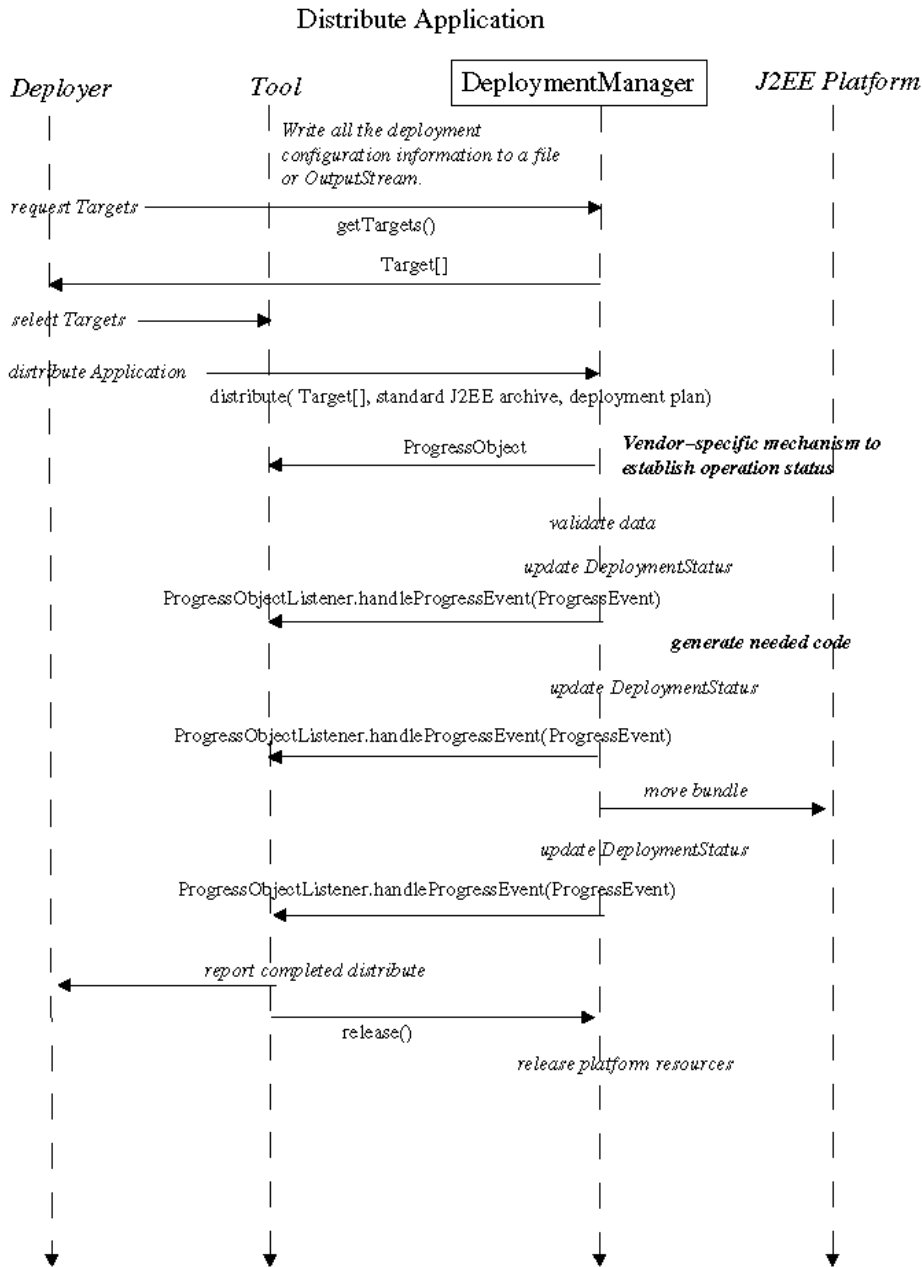 Distribute Application
Deployer
Tool
DeploymentManager
J2EE Platform
Write all the deployment
configuration information to a file
or OutputStream.
request Targets
getTargets()
Target[]
select Targets
distribute Application
distribute( Target[], standard J2EE archive, deployment plan)
ProgressObject
Vendor–specific mechanism to
establish operation status
validate data
update DeploymentStatus
ProgressObjectListener.handleProgressEvent(ProgressEvent)
generate needed code
update DeploymentStatus
ProgressObjectListener.handleProgressEvent(ProgressEvent)
move bundle
update DeploymentStatus
ProgressObjectListener.handleProgressEvent(ProgressEvent)
report completed distribute
release()
release platform resources